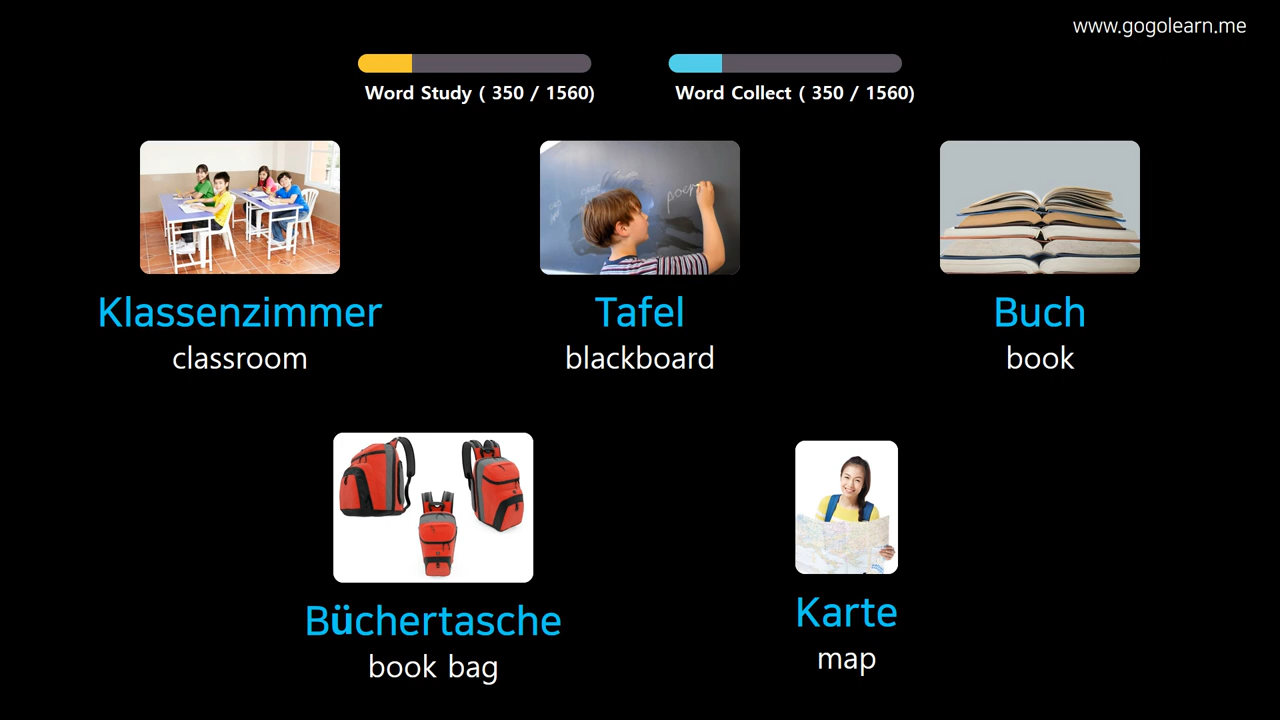 www.gogolearn.me
Word Study ( 350 / 1560)
Word Collect ( 350 / 1560)
Klassenzimmer
classroom
Tafel
blackboard
Buch
book
Büchertasche
book bag
Karte
map